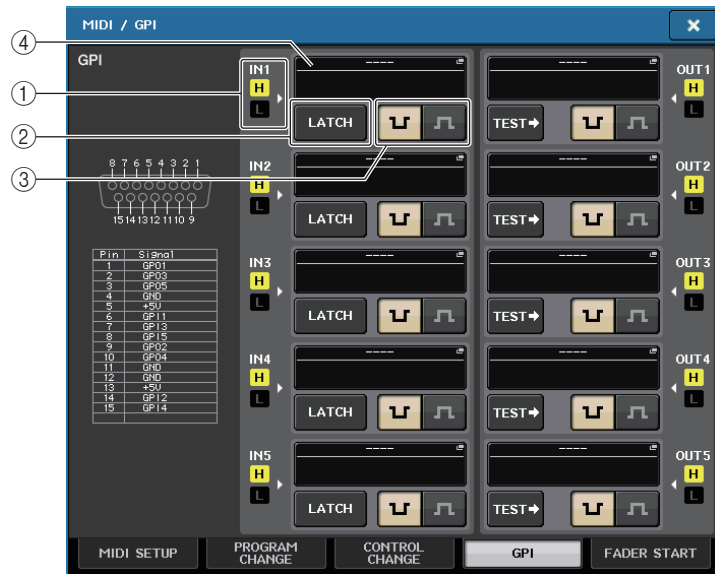 MIDI / GPI
GPI
8 7 6 5 4 3 2 1
15 14 13 12 11 10 9
Pin Signal
1 GPO1
2 GPO3
3 GPO5
4 GND
5 +5V
6 GPI1
7 GPI3
8 GPI5
9 GPO2
10 GPO4
11 GND
12 GND
13 +5V
14 GPI2
15 GPI4
④
①
②
③
IN1
H
L
----
LATCH
----
TEST
OUT1
H
L
IN2
H
L
----
LATCH
----
TEST
OUT2
H
L
IN3
H
L
----
LATCH
----
TEST
OUT3
H
L
IN4
H
L
----
LATCH
----
TEST
OUT4
H
L
IN5
H
L
----
LATCH
----
TEST
OUT5
H
L
MIDI SETUP
PROGRAM
CHANGE
CONTROL
CHANGE
GPI
FADER START